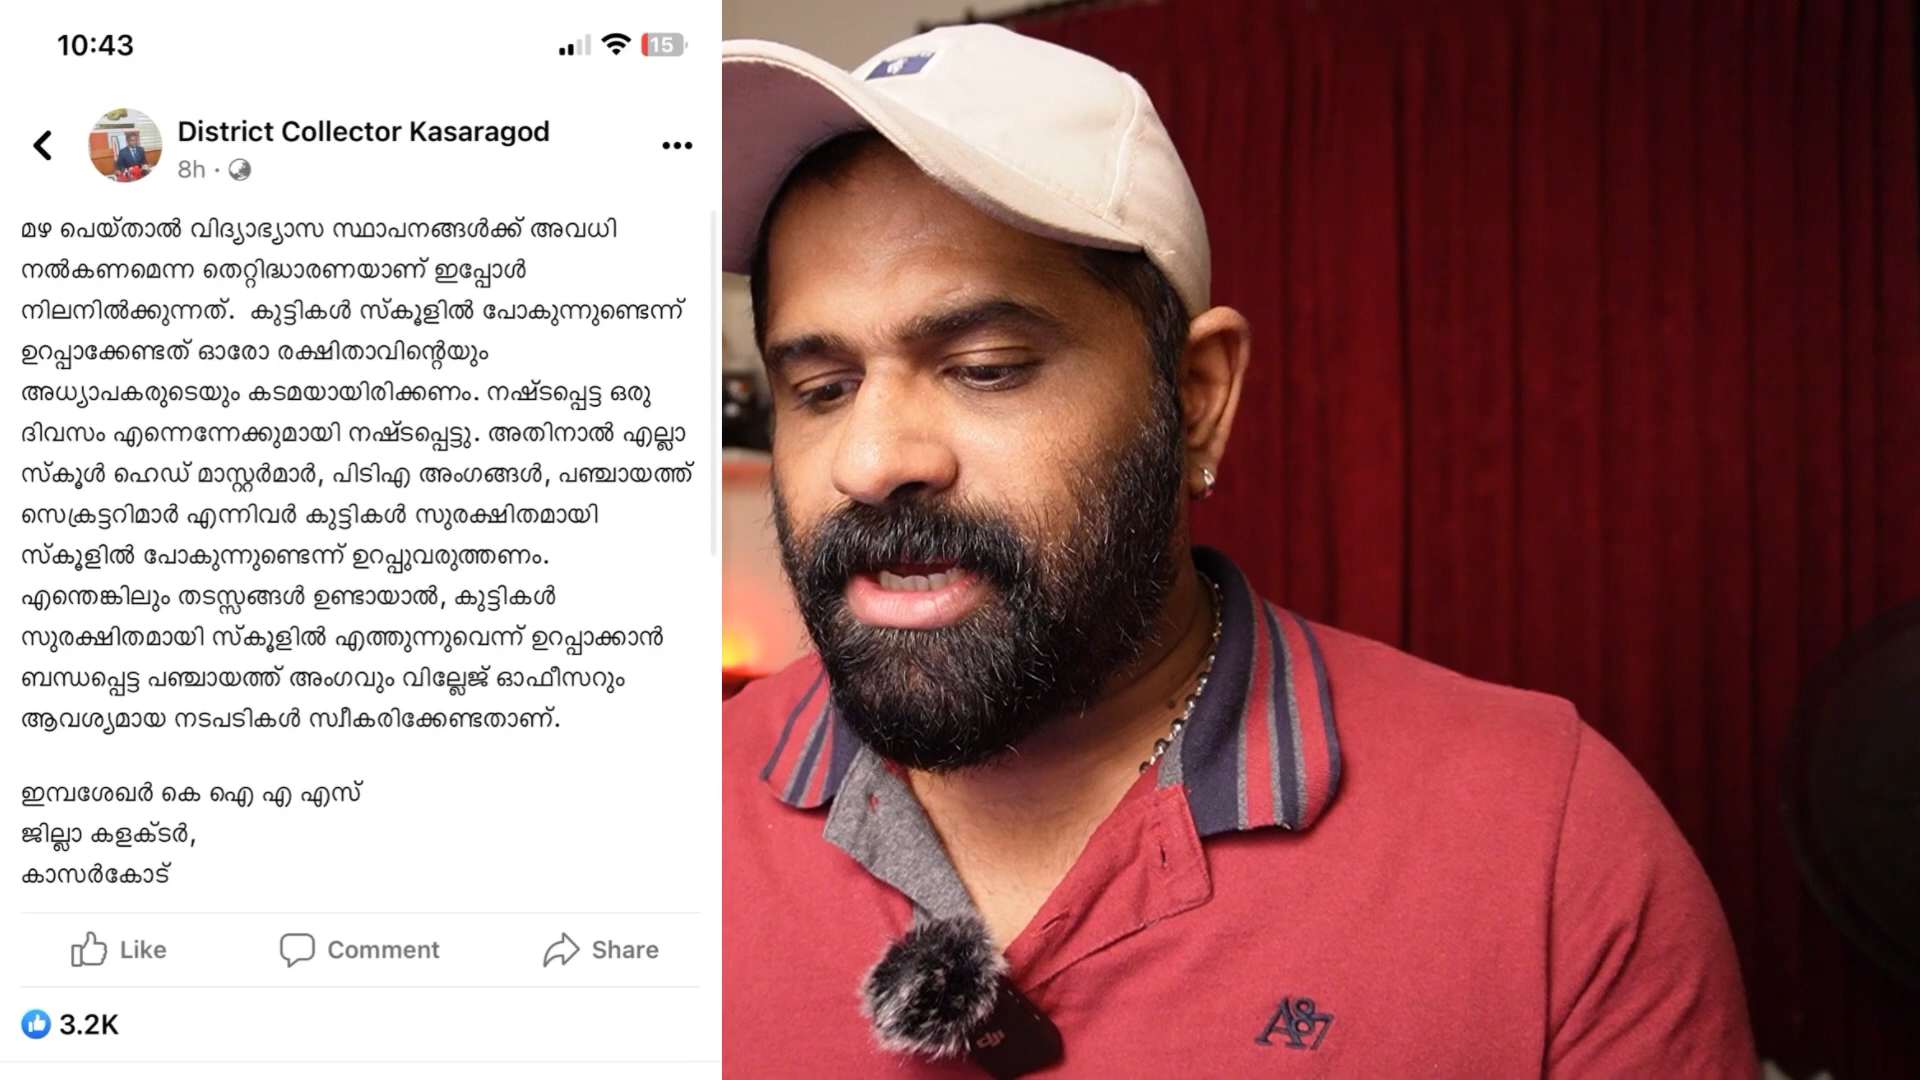 10:43
15
District Collector Kasaragod
8h ·
മഴ പെയ്താൽ വിദ്യാഭ്യാസ സ്ഥാപനങ്ങൾക്ക് അവധി
നൽകണമെന്ന തെറ്റിദ്ധാരണയാണ് ഇപ്പോൾ
നിലനിൽക്കുന്നത്.  കുട്ടികൾ സ്കൂളിൽ പോകുന്നുണ്ടെന്ന്
ഉറപ്പാക്കേണ്ടത് ഓരോ രക്ഷിതാവിന്റെയും
അധ്യാപകരുടെയും കടമയായിരിക്കണം. നഷ്ടപ്പെട്ട ഒരു
ദിവസം എന്നെന്നേക്കുമായി നഷ്ടപ്പെട്ടു. അതിനാൽ എല്ലാ
സ്കൂൾ ഹെഡ് മാസ്റ്റർമാർ, പിടിഎ അംഗങ്ങൾ, പഞ്ചായത്ത്
സെക്രട്ടറിമാർ എന്നിവർ കുട്ടികൾ സുരക്ഷിതമായി
സ്കൂളിൽ പോകുന്നുണ്ടെന്ന് ഉറപ്പുവരുത്തണം.
എന്തെങ്കിലും തടസ്സങ്ങൾ ഉണ്ടായാൽ, കുട്ടികൾ
സുരക്ഷിതമായി സ്കൂളിൽ എത്തുന്നുവെന്ന് ഉറപ്പാക്കാൻ
ബന്ധപ്പെട്ട പഞ്ചായത്ത് അംഗവും വില്ലേജ് ഓഫീസറും
ആവശ്യമായ നടപടികൾ സ്വീകരിക്കേണ്ടതാണ്.
ഇമ്പശേഖർ കെ ഐ എ എസ്
ജില്ലാ കളക്ടർ,
കാസർകോട്
Like
Comment
Share
3.2K
dji
A87